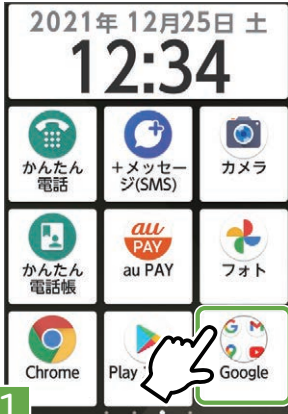 2021年 12月25日 土
12:34
かんたん
電話
+メッセー
ジ(SMS)
カメラ
かんたん
電話帳
au
PAY
au PAY
フォト
Chrome
Play
Google
1